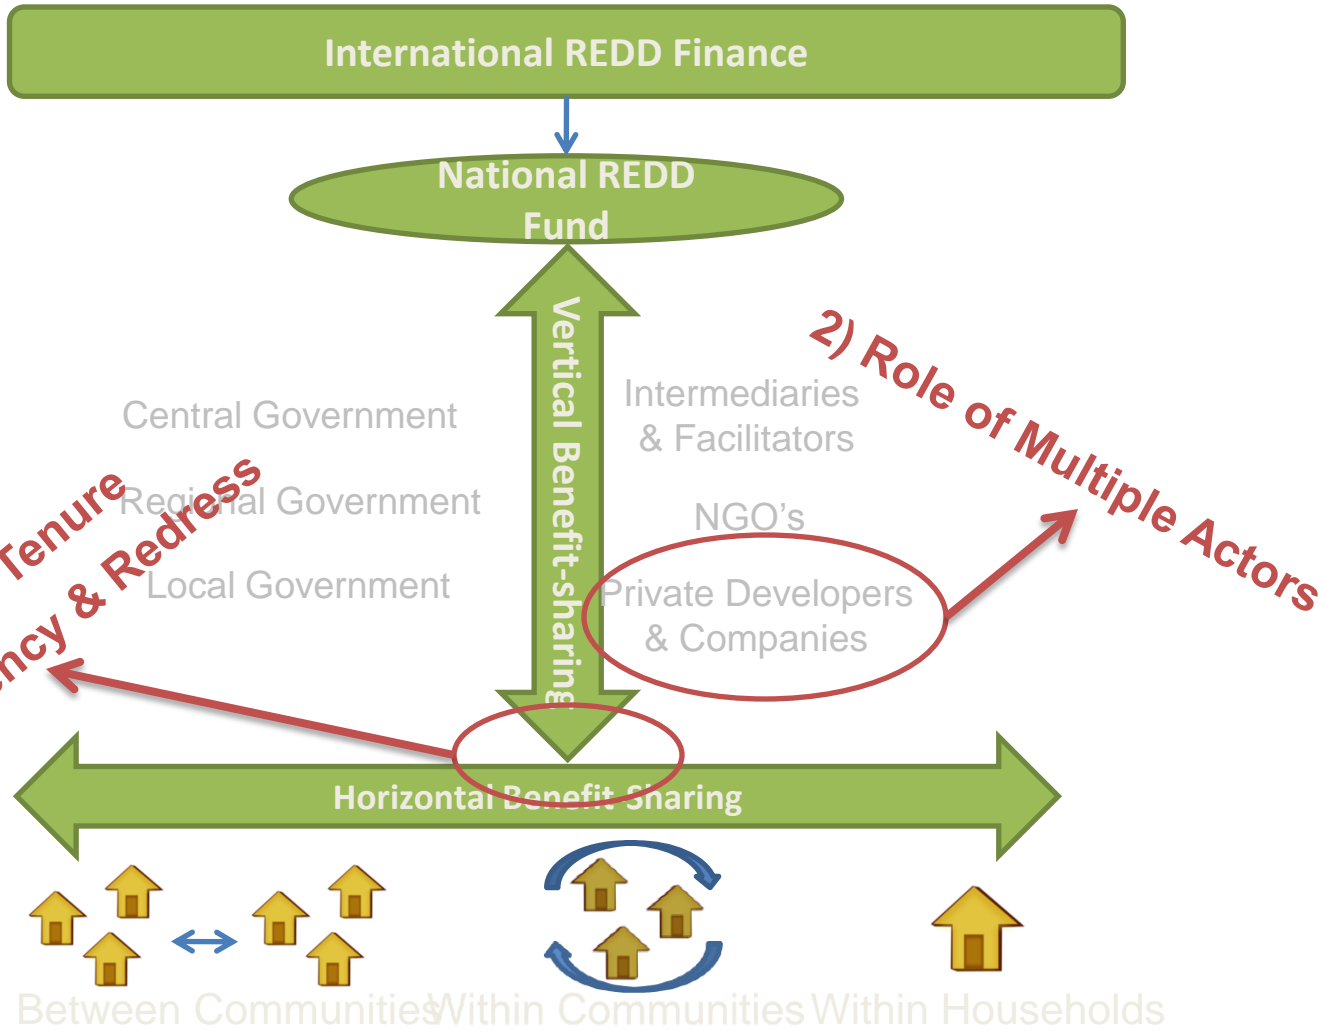 International REDD Finance
National REDD
Fund
Vertical Benefit-sharing
2) Role of Multiple Actors
Central Government
Regional Government
Local Government
Intermediaries
& Facilitators
NGO's
Private Developers
& Companies
Tenure
& Redress
Horizontal Benefit-Sharing
Between Communities
Within Communities
Within Households